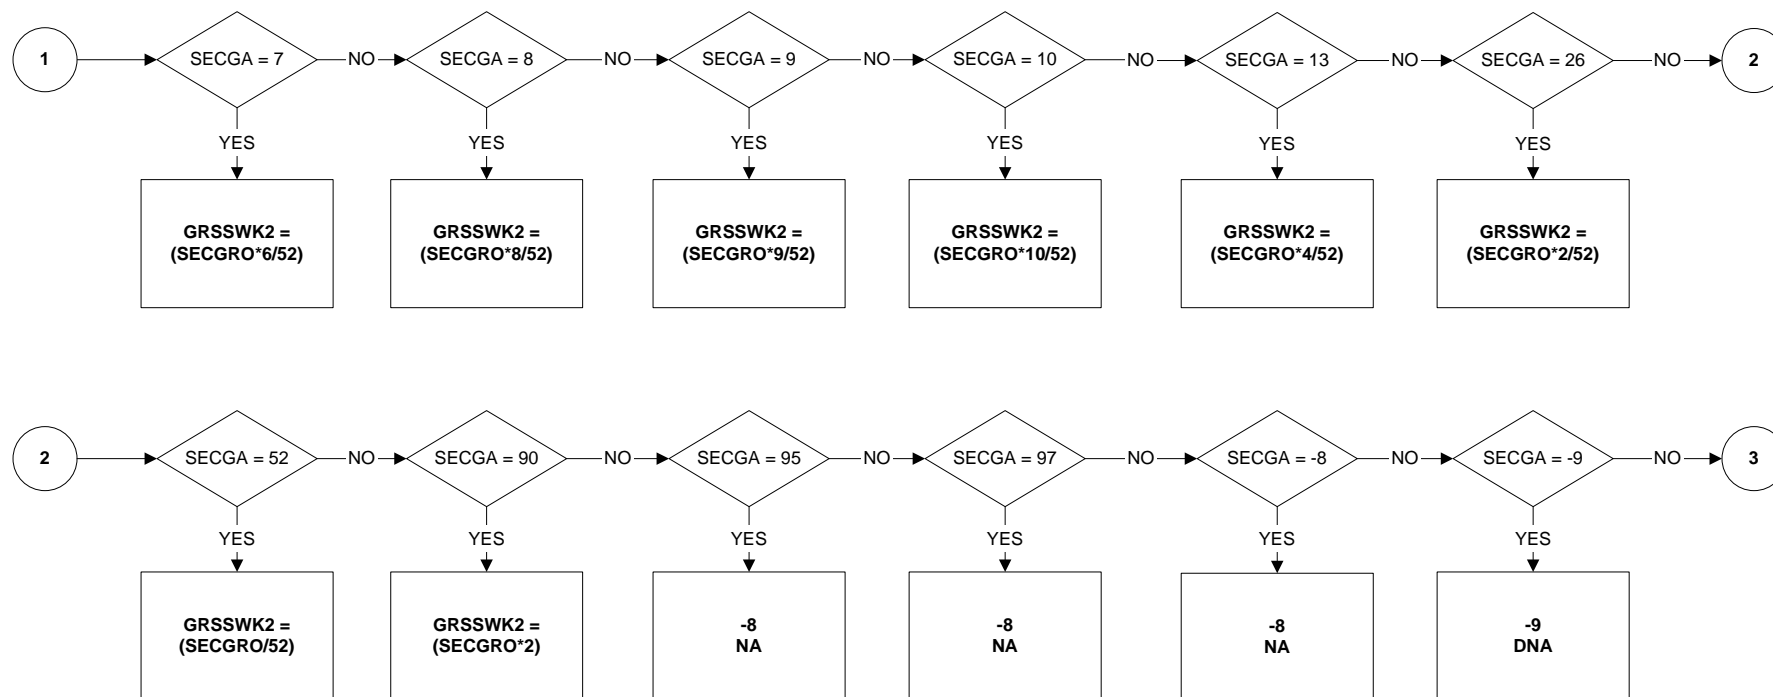 1
SECGA = 7
NO
SECGA = 8
NO
SECGA = 9
NO
SECGA = 10
NO
SECGA = 13
NO
SECGA = 26
NO
2
YES
YES
YES
YES
YES
YES
GRSSWK2 =
(SECGRO*6/52)
GRSSWK2 =
(SECGRO*8/52)
GRSSWK2 =
(SECGRO*9/52)
GRSSWK2 =
(SECGRO*10/52)
GRSSWK2 =
(SECGRO*4/52)
GRSSWK2 =
(SECGRO*2/52)
2
SECGA = 52
NO
SECGA = 90
NO
SECGA = 95
NO
SECGA = 97
NO
SECGA = -8
NO
SECGA = -9
NO
3
YES
YES
YES
YES
YES
YES
GRSSWK2 =
(SECGRO/52)
GRSSWK2 =
(SECGRO*2)
-8
NA
-8
NA
-8
NA
-9
DNA